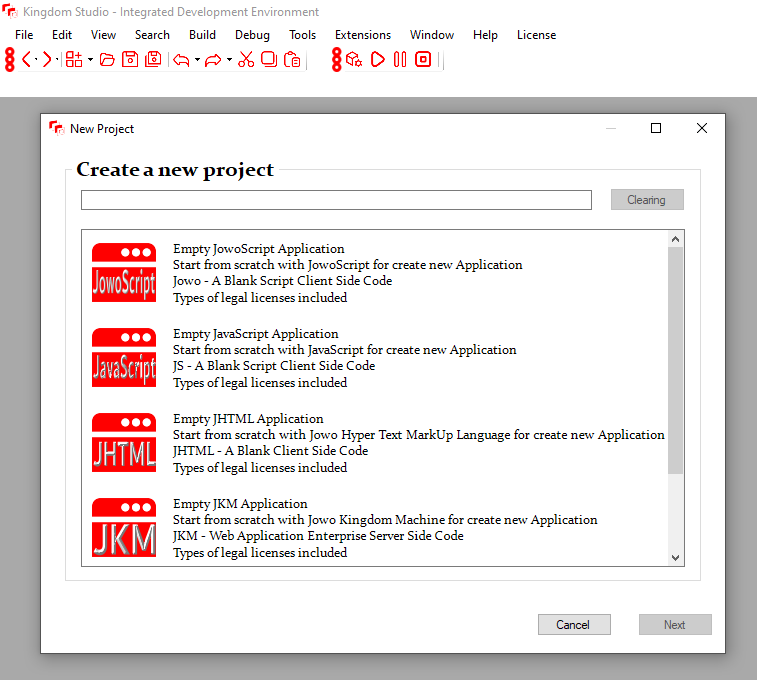 Kingdom Studio - Integrated Development Environment
File Edit View Search Build Debug Tools Extensions Window Help License
New Project
Create a new project
Clearing
JowoScript
Empty JowoScript Application
Start from scratch with JowoScript for create new Application
Jowo - A Blank Script Client Side Code
Types of legal licenses included
JavaScript
Empty JavaScript Application
Start from scratch with JavaScript for create new Application
JS - A Blank Script Client Side Code
Types of legal licenses included
JHTML
Empty JHTML Application
Start from scratch with Jowo Hyper Text MarkUp Language for create new Application
JHTML - A Blank Client Side Code
Types of legal licenses included
JKM
Empty JKM Application
Start from scratch with Jowo Kingdom Machine for create new Application
JKM - Web Application Enterprise Server Side Code
Types of legal licenses included
Cancel Next